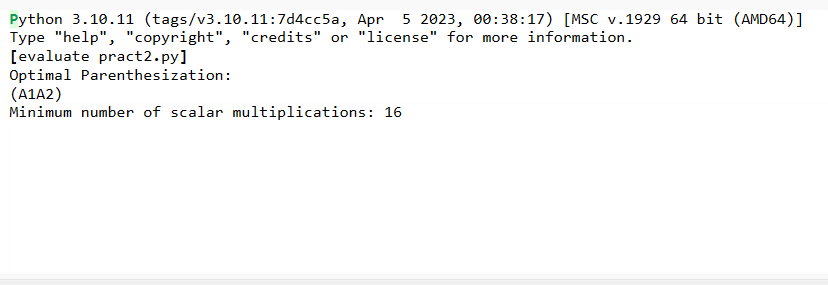 Python 3.10.11 (tags/v3.10.11:7d4cc5a, Apr  5 2023, 00:38:17) [MSC v.1929 64 bit (AMD64)]
Type "help", "copyright", "credits" or "license" for more information.
[evaluate pract2.py]
Optimal Parenthesization:
(A1A2)
Minimum number of scalar multiplications: 16